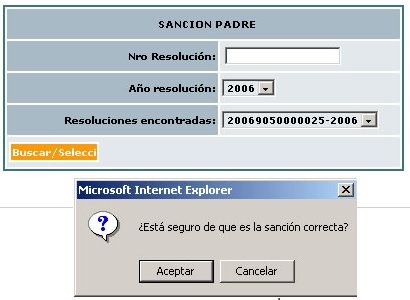 SANCION PADRE
Nro Resolución:
Año resolución: 2006
Resoluciones encontradas: 20069050000025-2006
Buscar/Selecci
Microsoft Internet Explorer
¿Está seguro de que es la sanción correcta?
Aceptar Cancelar